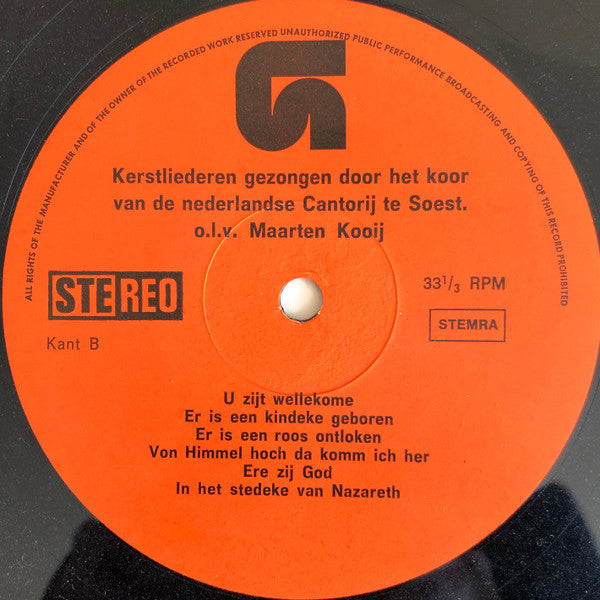 ALL RIGHTS OF THE MANUFACTURER AND OF THE OWNER OF THE RECORDED WORK RESERVED UNAUTHORIZED PUBLIC PERFORMANCE BROADCASTING AND COPYING OF THIS RECORD PROHIBITED
Kerstliederen gezongen door het koor
van de nederlandse Cantorij te Soest.
o.l.v. Maarten Kooij
STEREO
33 1/3 RPM
Kant B
STEMRA
U zijt wellekome
Er is een kindeke geboren
Er is een roos ontloken
Von Himmel hoch da komm ich her
Ere zij God
In het stedeke van Nazareth